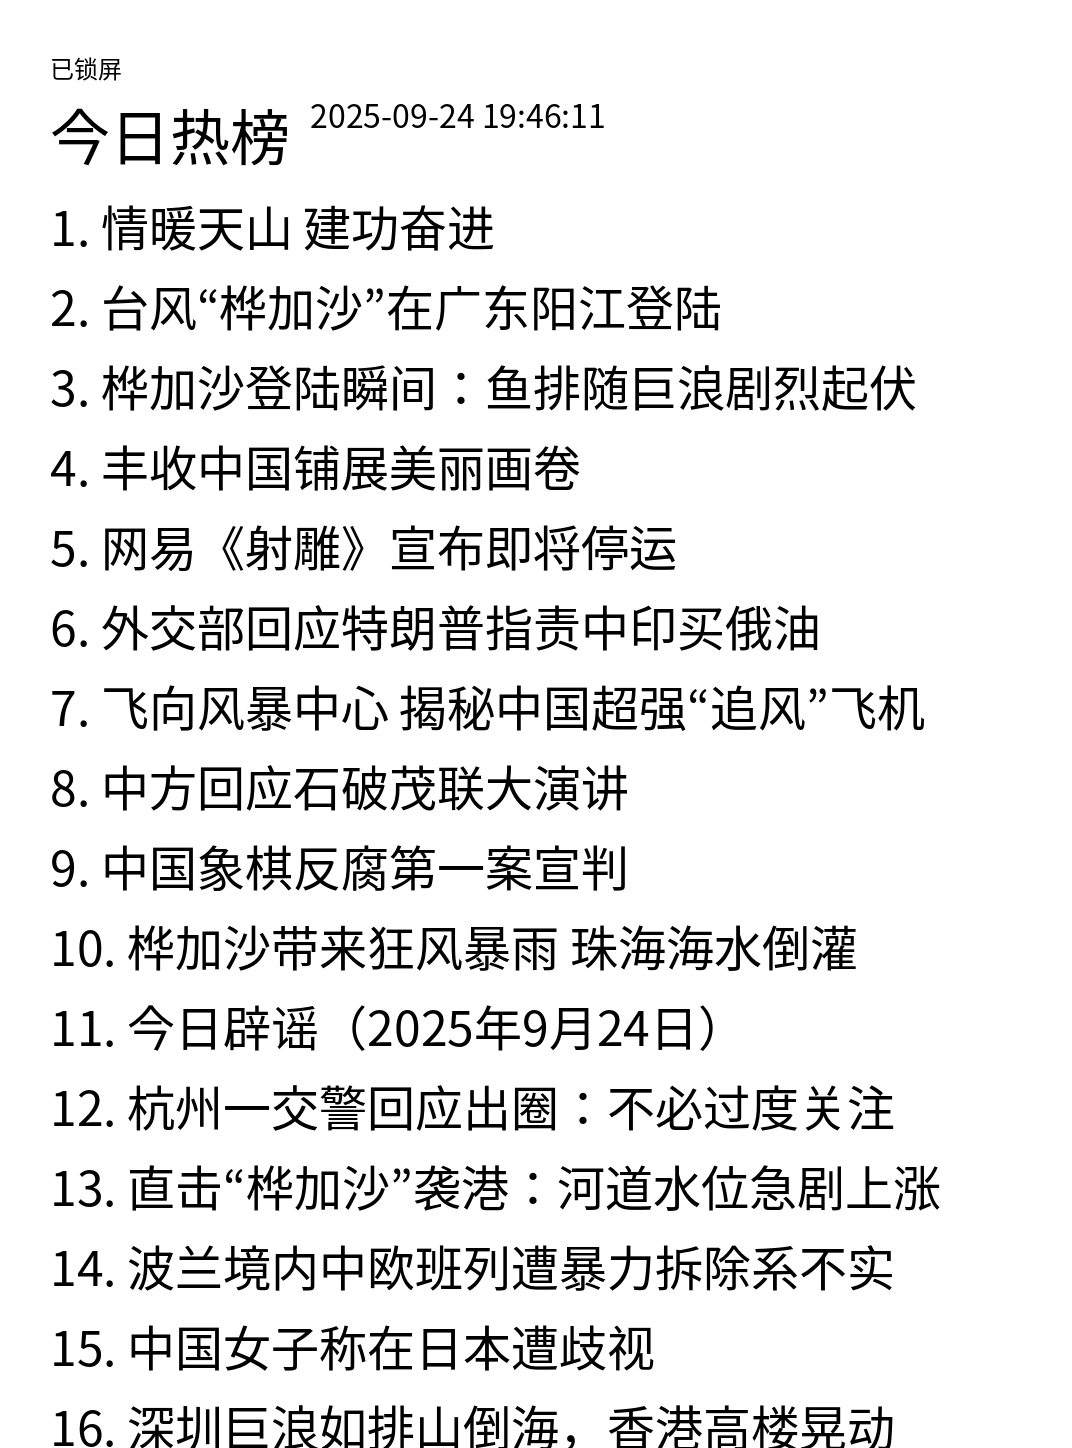 已锁屏
今日热榜 2025-09-24 19:46:11
1. 情暖天山 建功奋进
2. 台风“桦加沙”在广东阳江登陆
3. 桦加沙登陆瞬间：鱼排随巨浪剧烈起伏
4. 丰收中国铺展美丽画卷
5. 网易《射雕》宣布即将停运
6. 外交部回应特朗普指责中印买俄油
7. 飞向风暴中心 揭秘中国超强“追风”飞机
8. 中方回应石破茂联大演讲
9. 中国象棋反腐第一案宣判
10. 桦加沙带来狂风暴雨 珠海海水倒灌
11. 今日辟谣（2025年9月24日）
12. 杭州一交警回应出圈：不必过度关注
13. 直击“桦加沙”袭港：河道水位急剧上涨
14. 波兰境内中欧班列遭暴力拆除系不实
15. 中国女子称在日本遭歧视
16. 深圳巨浪如排山倒海，香港高楼晃动